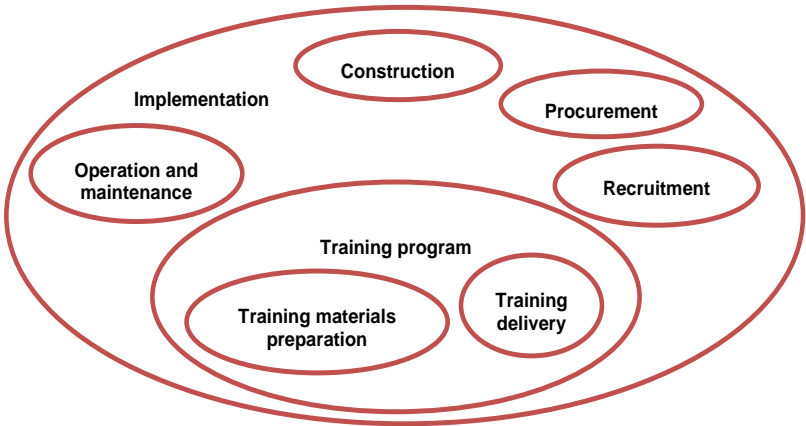 Construction
Implementation
Procurement
Operation and
maintenance
Recruitment
Training program
Training materials
preparation
Training
delivery